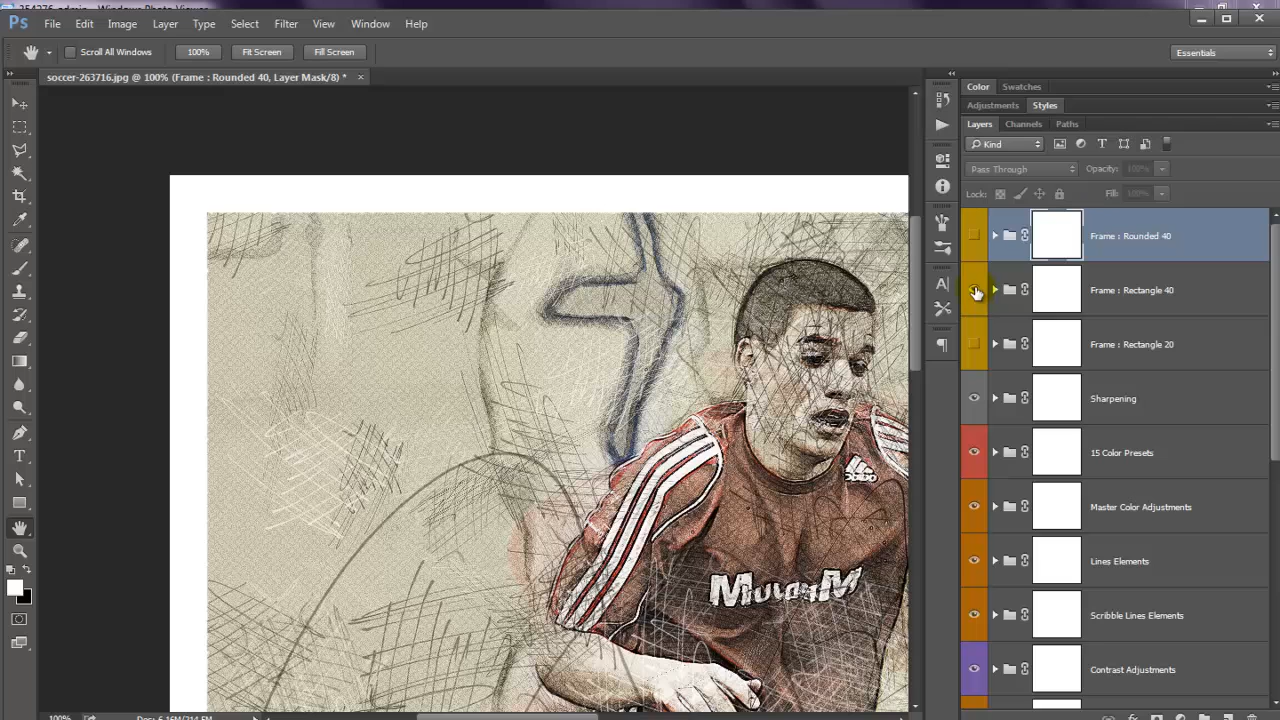 Ps File Edit Image Layer Type Select Filter View Window Help
Scroll All Windows 100% Fit Screen Fill Screen Essentials
soccer-263716.jpg @ 100% (Frame : Rounded 40, Layer Mask/8) * ×
Color Swatches
Adjustments Styles
Layers Channels Paths
Kind
Pass Through Opacity: 100%
Lock: Fill: 100%
Frame : Rounded 40
Frame : Rectangle 40
Frame : Rectangle 20
Sharpening
15 Color Presets
Master Color Adjustments
Lines Elements
Scribble Lines Elements
Contrast Adjustments
adidas
100%